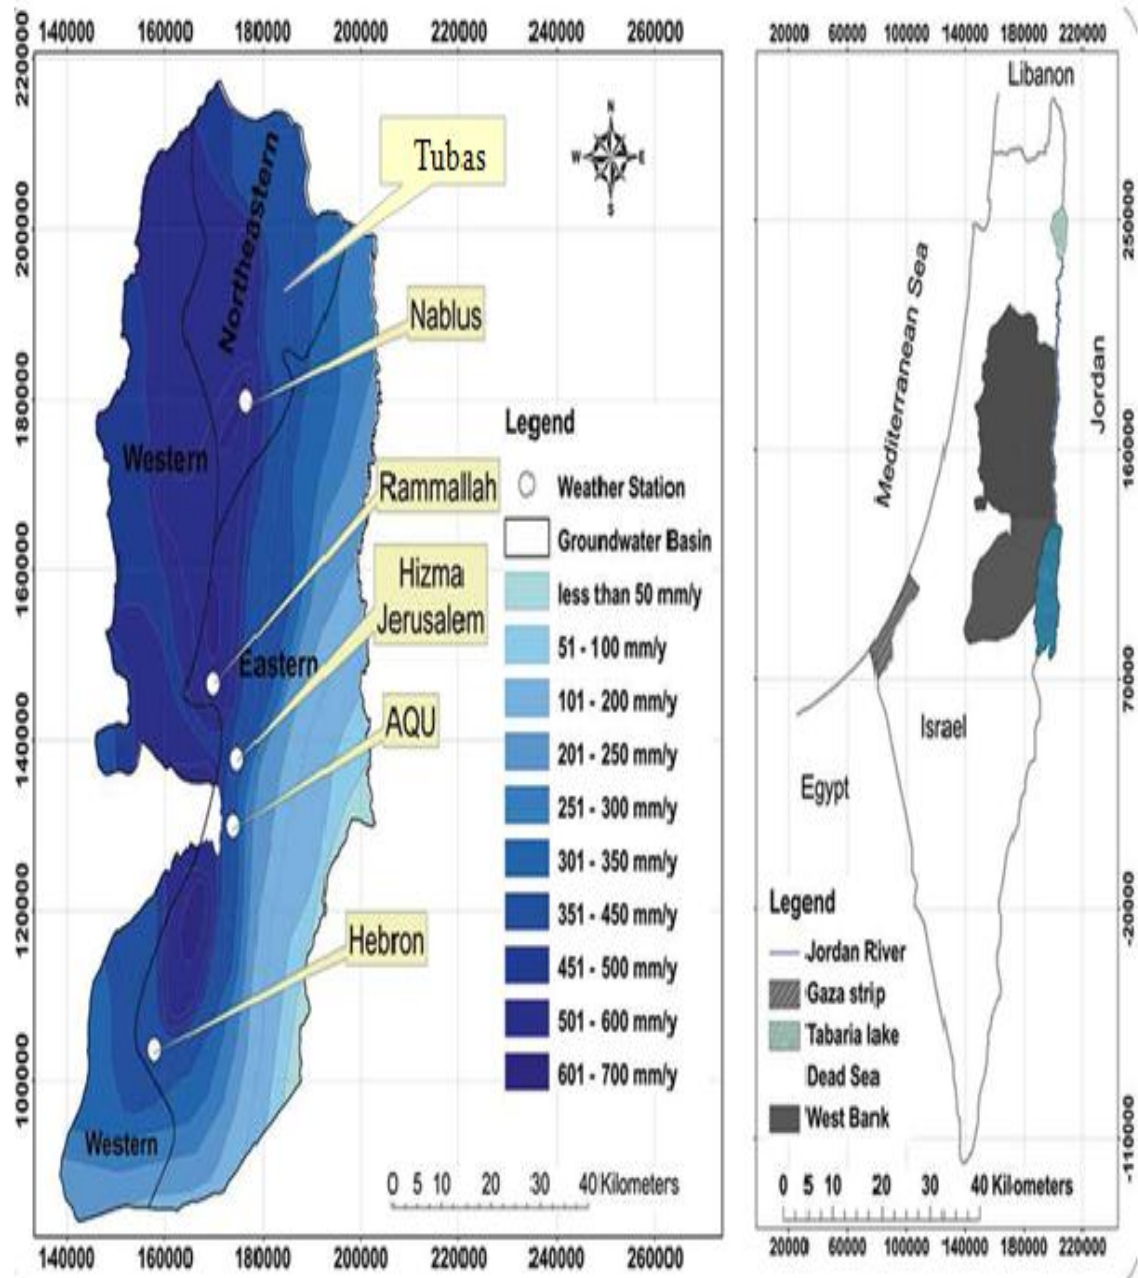 140000 160000 180000 200000 220000 240000 260000
220000
200000
180000
160000
140000
120000
100000
N
W E
S
Tubas
Northeastern
Nablus
Western
Rammallah
Hizma
Jerusalem
Eastern
AQU
Hebron
Western
Legend
Weather Station
Groundwater Basin
less than 50 mm/y
51 - 100 mm/y
101 - 200 mm/y
201 - 250 mm/y
251 - 300 mm/y
301 - 350 mm/y
351 - 450 mm/y
451 - 500 mm/y
501 - 600 mm/y
601 - 700 mm/y
0 5 10 20 30 40 Kilometers
140000 160000 180000 200000 220000 240000 260000
20000 60000 100000 140000 180000 220000
Libanon
250000
160000
70000
-20000
-110000
Mediterranean Sea
Jordan
Israel
Egypt
Legend
Jordan River
Gaza strip
Tabaria lake
Dead Sea
West Bank
0 5 10 20 30 40 Kilometers
20000 60000 100000 140000 180000 220000